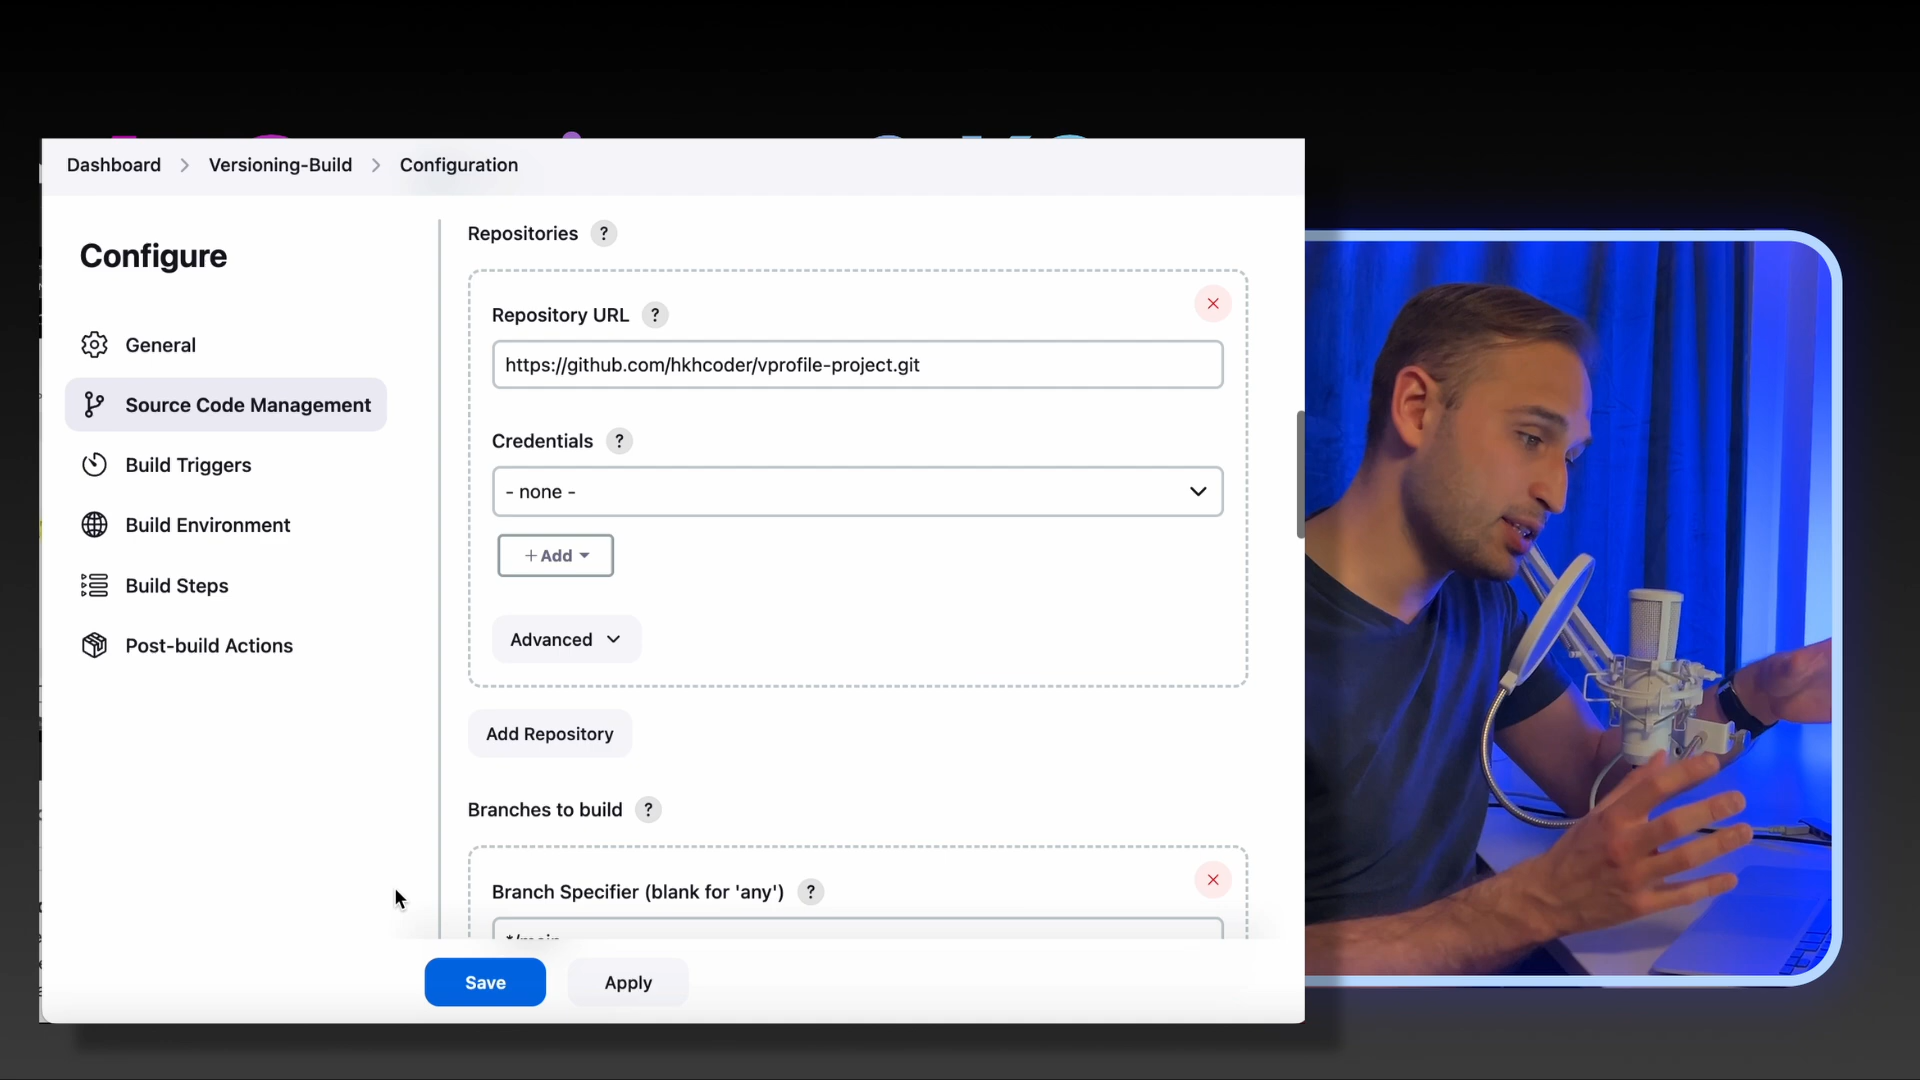 Dashboard > Versioning-Build > Configuration
Configure
General
Source Code Management
Build Triggers
Build Environment
Build Steps
Post-build Actions
Repositories ?
Repository URL ?
https://github.com/hkhcoder/vprofile-project.git
Credentials ?
- none -
+ Add
Advanced
Add Repository
Branches to build ?
Branch Specifier (blank for 'any') ?
*/main
Save
Apply